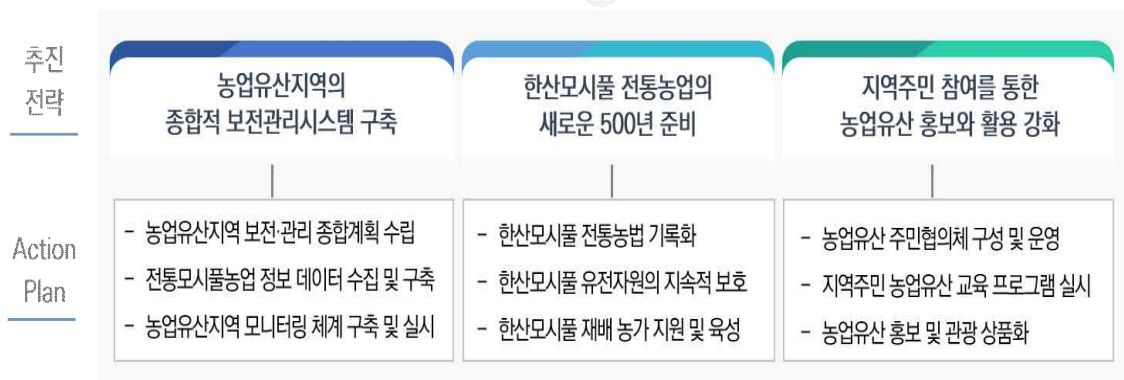 추진
전략
농업유산지역의
종합적 보전관리시스템 구축
한산모시풀 전통농업의
새로운 500년 준비
지역주민 참여를 통한
농업유산 홍보와 활용 강화
Action
Plan
- 농업유산지역 보전·관리 종합계획 수립
- 전통모시풀농업 정보 데이터 수집 및 구축
- 농업유산지역 모니터링 체계 구축 및 실시
- 한산모시풀 전통농법 기록화
- 한산모시풀 유전자원의 지속적 보호
- 한산모시풀 재배 농가 지원 및 육성
- 농업유산 주민협의체 구성 및 운영
- 지역주민 농업유산 교육 프로그램 실시
- 농업유산 홍보 및 관광 상품화